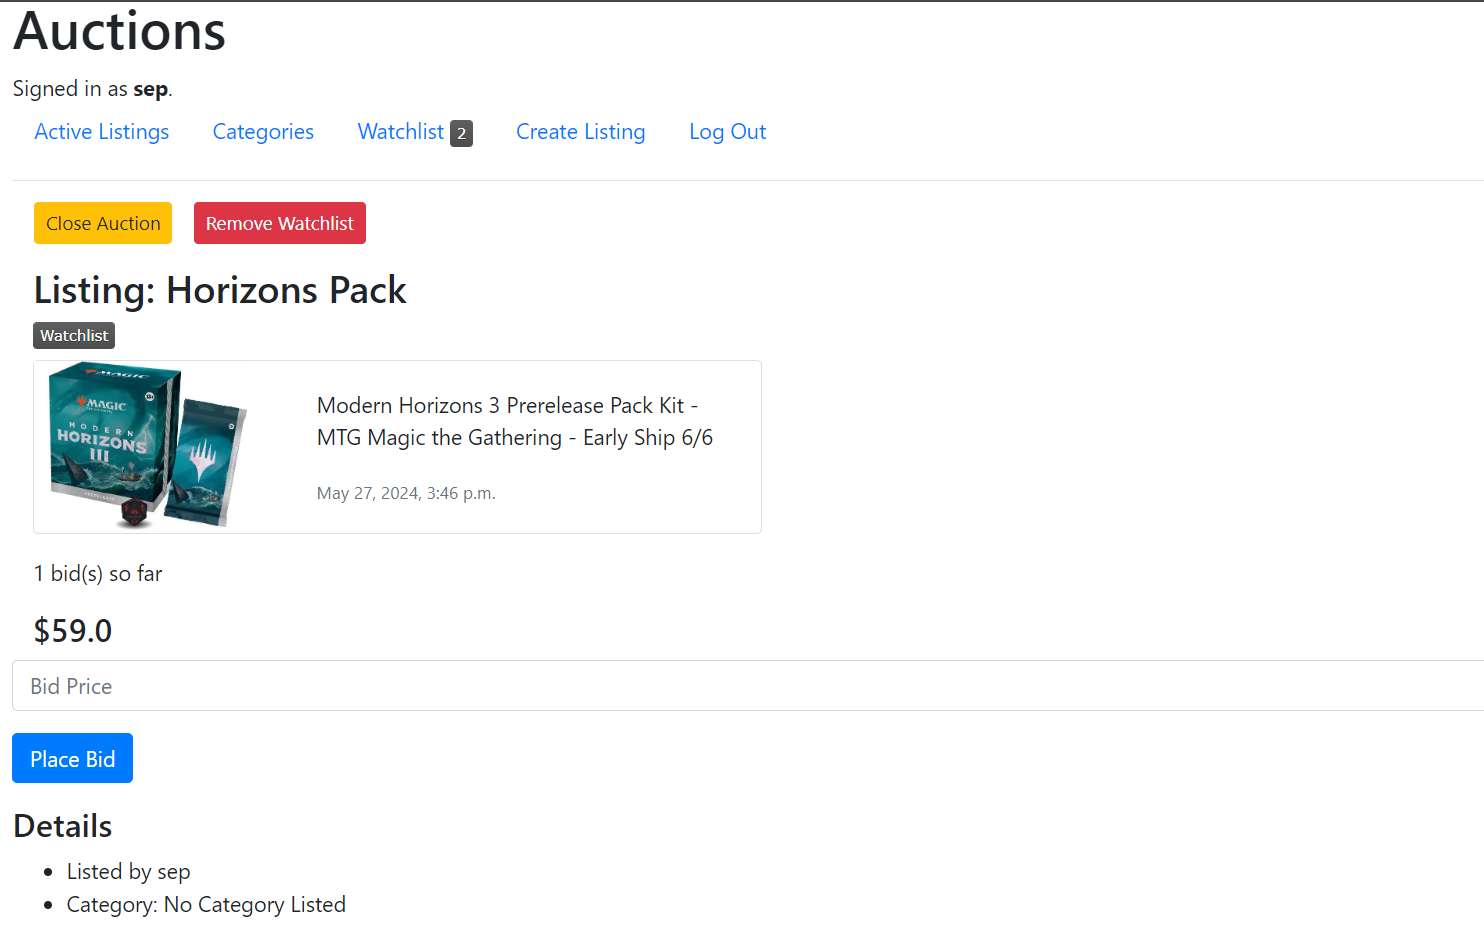 Auctions
Signed in as sep.
Active Listings Categories Watchlist 2 Create Listing Log Out
Close Auction Remove Watchlist
Listing: Horizons Pack
Watchlist
MAGIC
MAGIC
MODERN
HORIZONS
III
Modern Horizons 3 Prerelease Pack Kit -
MTG Magic the Gathering - Early Ship 6/6
May 27, 2024, 3:46 p.m.
1 bid(s) so far
$59.0
Bid Price
Place Bid
Details
Listed by sep
Category: No Category Listed